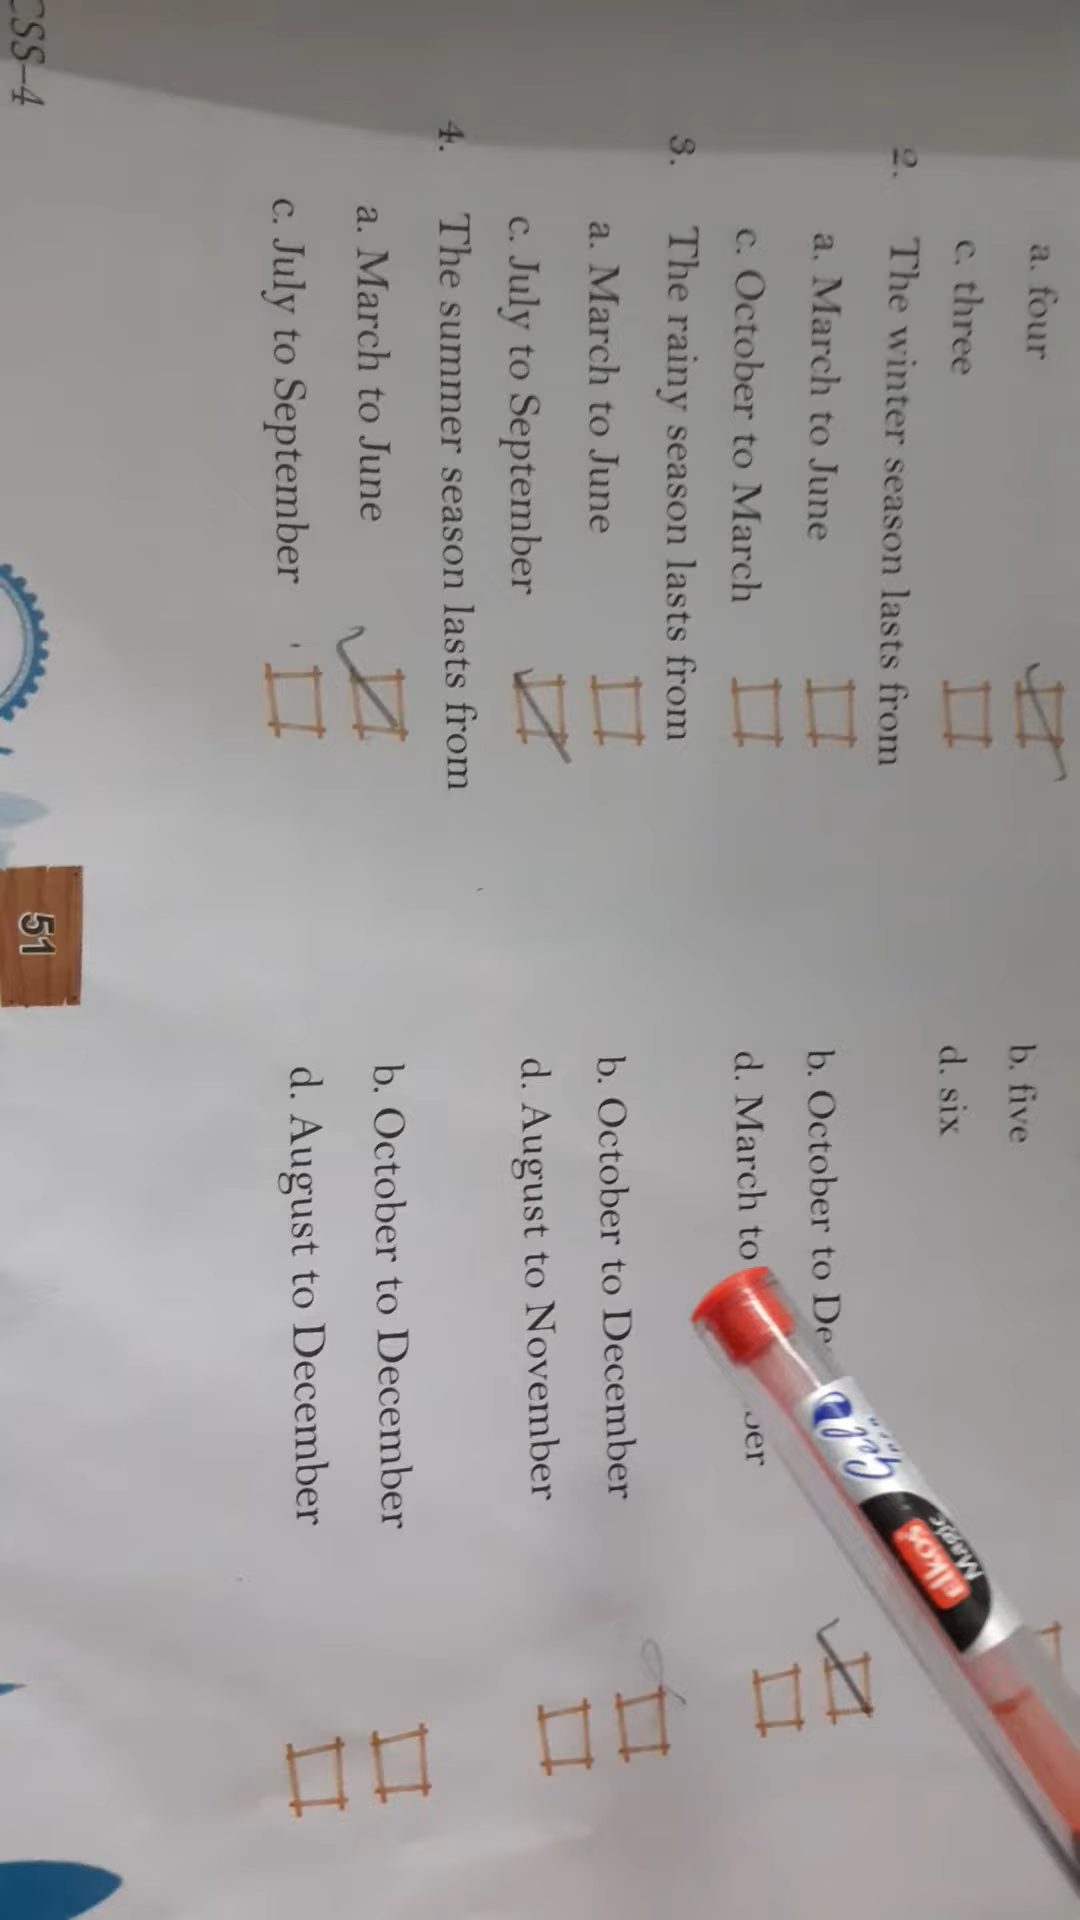 a. four b. five
c. three d. six
2. The winter season lasts from
a. March to June b. October to
c. October to March d. March to
3. The rainy season lasts from
a. March to June b. October to December
c. July to September d. August to November
4. The summer season lasts from
a. March to June b. October to December
c. July to September d. August to December
51
CSS-4
Gel
elkos
Magic